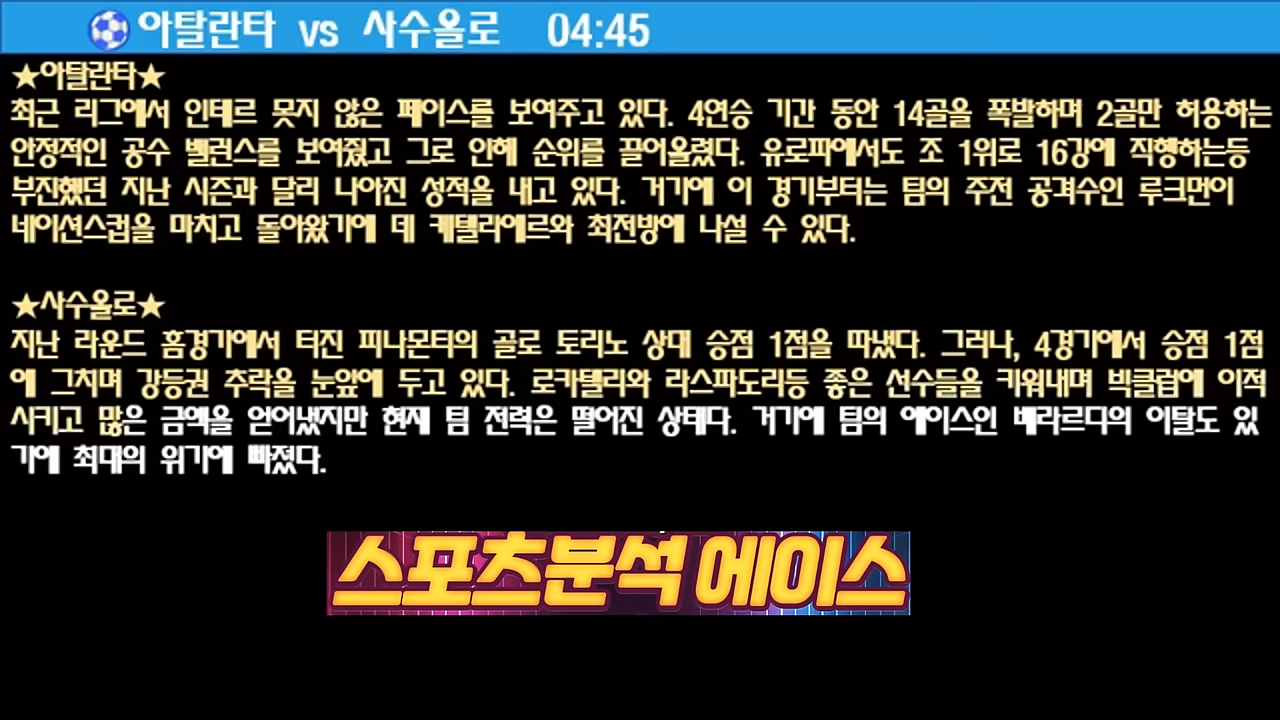 아탈란타 vs 사수올로 04:45
★아탈란타★
최근 리그에서 인테르 못지 않은 페이스를 보여주고 있다. 4연승 기간 동안 14골을 폭발하며 2골만 허용하는
안정적인 공수 밸런스를 보여줬고 그로 인해 순위를 끌어올렸다. 유로파에서도 조 1위로 16강에 직행하는등
부진했던 지난 시즌과 달리 나아진 성적을 내고 있다. 거기에 이 경기부터는 팀의 주전 공격수인 루크먼이
네이션스컵을 마치고 돌아왔기에 데 케텔라에르와 최전방에 나설 수 있다.
★사수올로★
지난 라운드 홈경기에서 터진 피나몬티의 골로 토리노 상대 승점 1점을 따냈다. 그러나, 4경기에서 승점 1점
에 그치며 강등권 추락을 눈앞에 두고 있다. 로카텔리와 라스파도리등 좋은 선수들을 키워내며 빅클럽에 이적
시키고 많은 금액을 얻어냈지만 현재 팀 전력은 떨어진 상태다. 거기에 팀의 에이스인 베라르디의 이탈도 있
기에 최대의 위기에 빠졌다.
스포츠분석 에이스